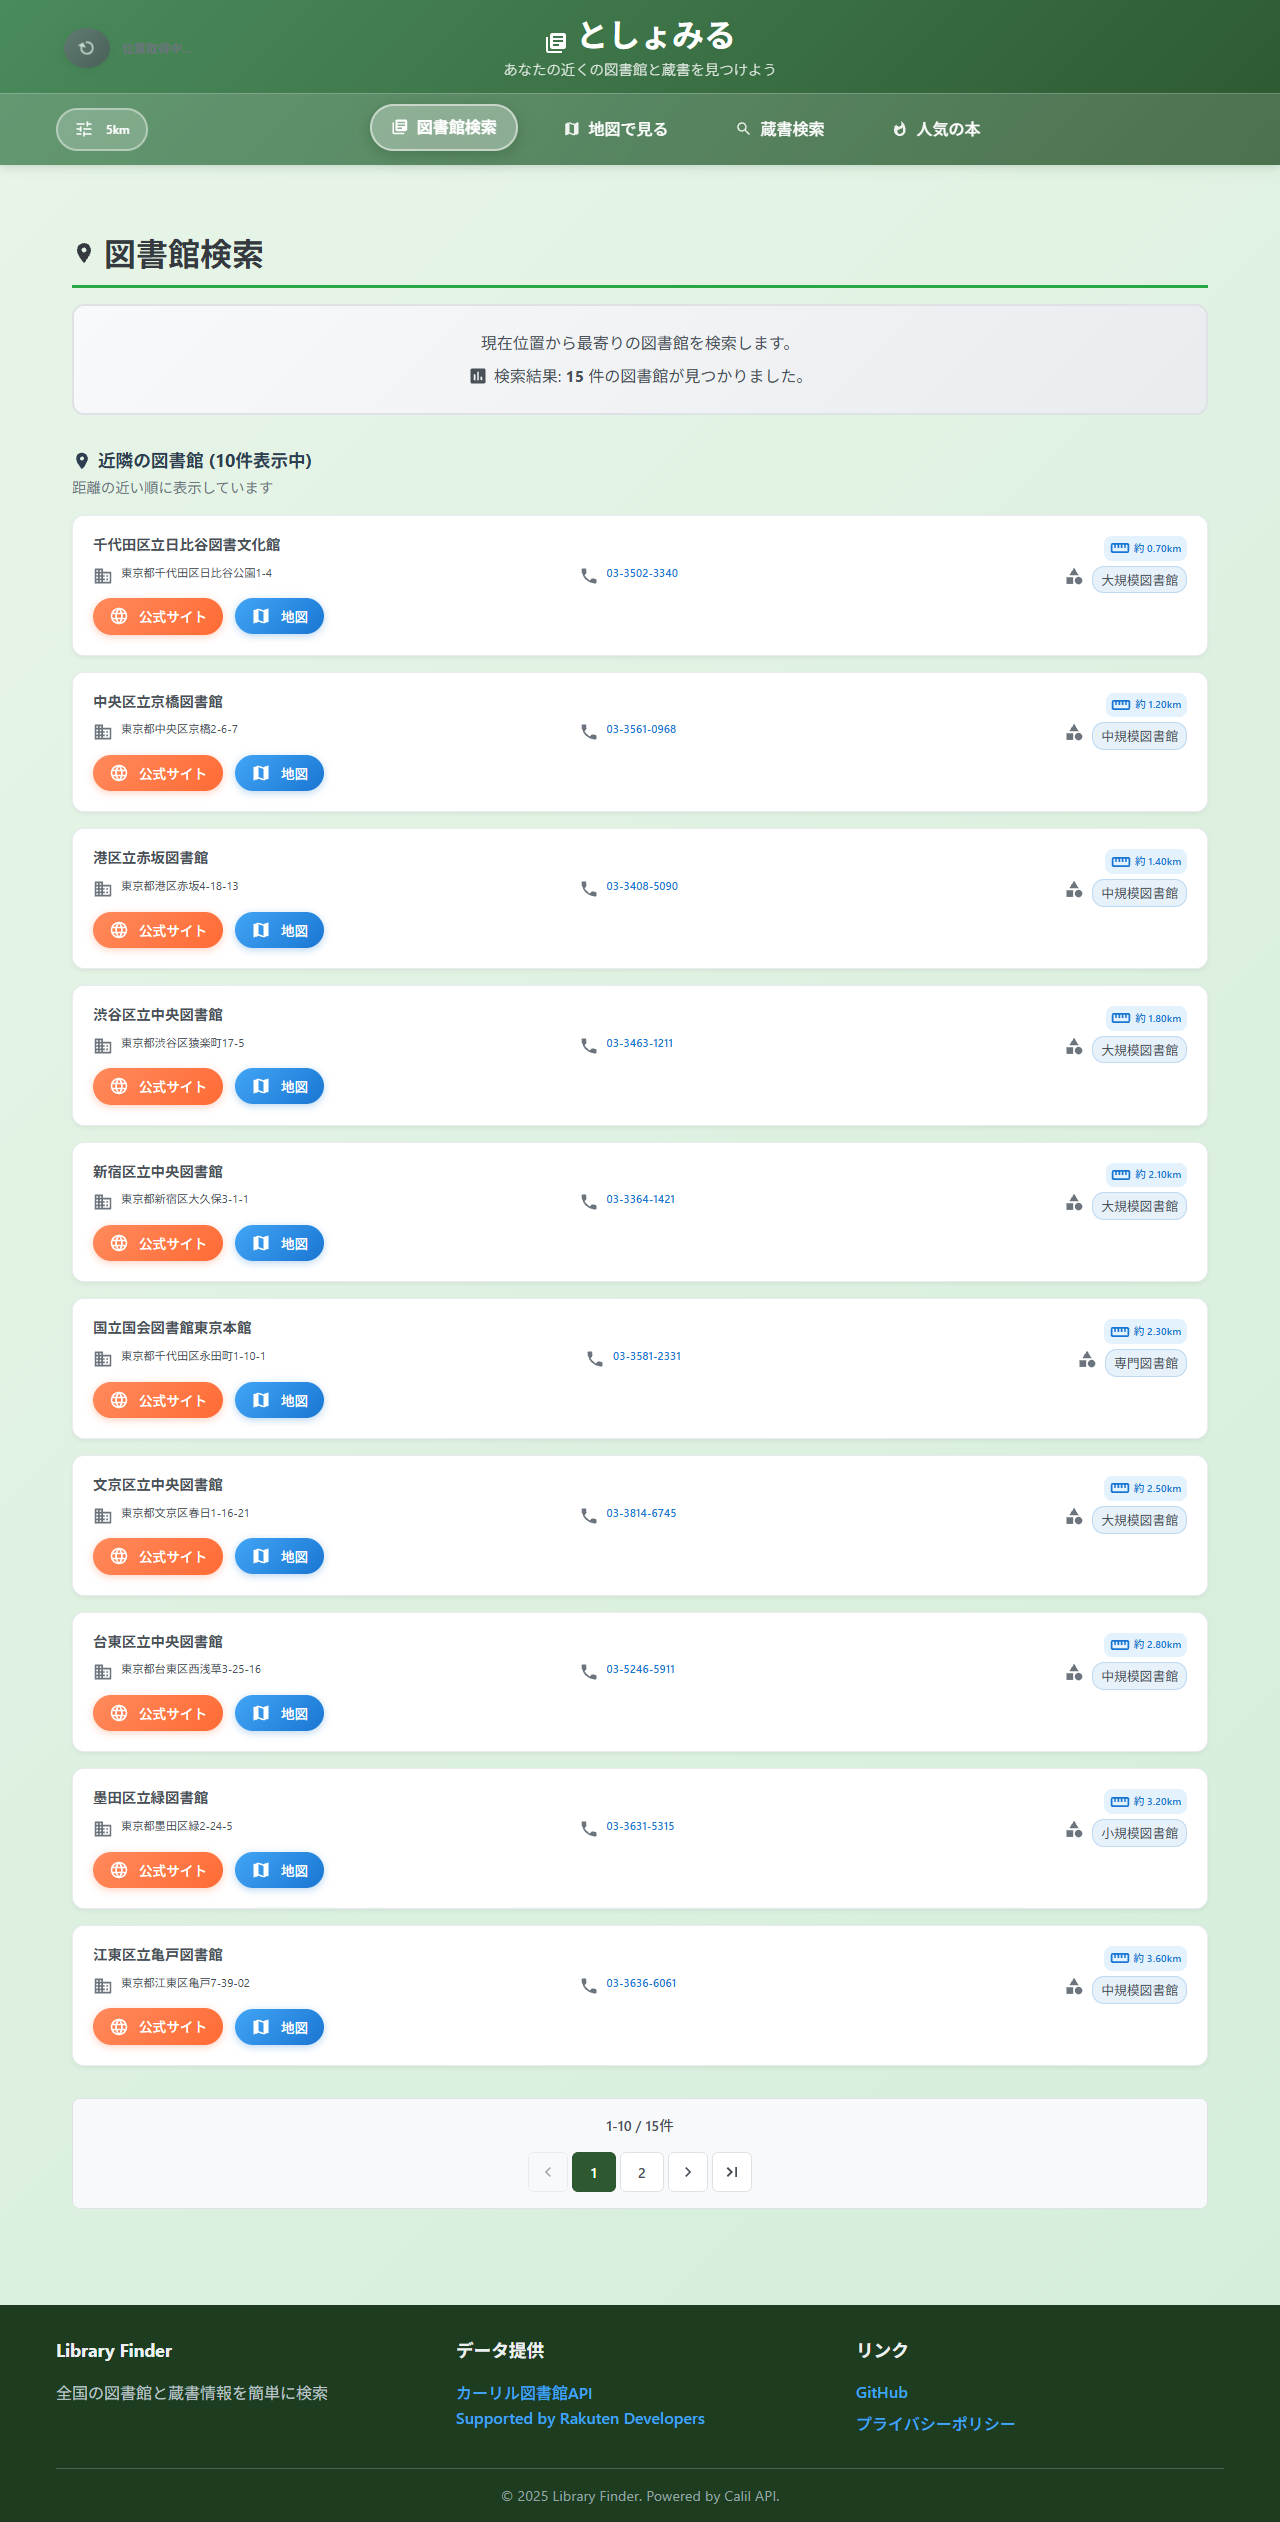 位置取得中...
としょみる
あなたの近くの図書館と蔵書を見つけよう
5km
図書館検索
地図で見る
蔵書検索
人気の本
図書館検索
現在位置から最寄りの図書館を検索します。
検索結果: 15 件の図書館が見つかりました。
近隣の図書館 (10件表示中)
距離の近い順に表示しています
千代田区立日比谷図書文化館
約 0.70km
東京都千代田区日比谷公園1-4
03-3502-3340
大規模図書館
公式サイト
地図
中央区立京橋図書館
約 1.20km
東京都中央区京橋2-6-7
03-3561-0968
中規模図書館
公式サイト
地図
港区立赤坂図書館
約 1.40km
東京都港区赤坂4-18-13
03-3408-5090
中規模図書館
公式サイト
地図
渋谷区立中央図書館
約 1.80km
東京都渋谷区猿楽町17-5
03-3463-1211
大規模図書館
公式サイト
地図
新宿区立中央図書館
約 2.10km
東京都新宿区大久保3-1-1
03-3364-1421
大規模図書館
公式サイト
地図
国立国会図書館東京本館
約 2.30km
東京都千代田区永田町1-10-1
03-3581-2331
専門図書館
公式サイト
地図
文京区立中央図書館
約 2.50km
東京都文京区春日1-16-21
03-3814-6745
大規模図書館
公式サイト
地図
台東区立中央図書館
約 2.80km
東京都台東区西浅草3-25-16
03-5246-5911
中規模図書館
公式サイト
地図
墨田区立緑図書館
約 3.20km
東京都墨田区緑2-24-5
03-3631-5315
小規模図書館
公式サイト
地図
江東区立亀戸図書館
約 3.60km
東京都江東区亀戸7-39-02
03-3636-6061
中規模図書館
公式サイト
地図
1-10 / 15件
1
2
Library Finder
全国の図書館と蔵書情報を簡単に検索
データ提供
カーリル図書館API
Supported by Rakuten Developers
リンク
GitHub
プライバシーポリシー
© 2025 Library Finder. Powered by Calil API.